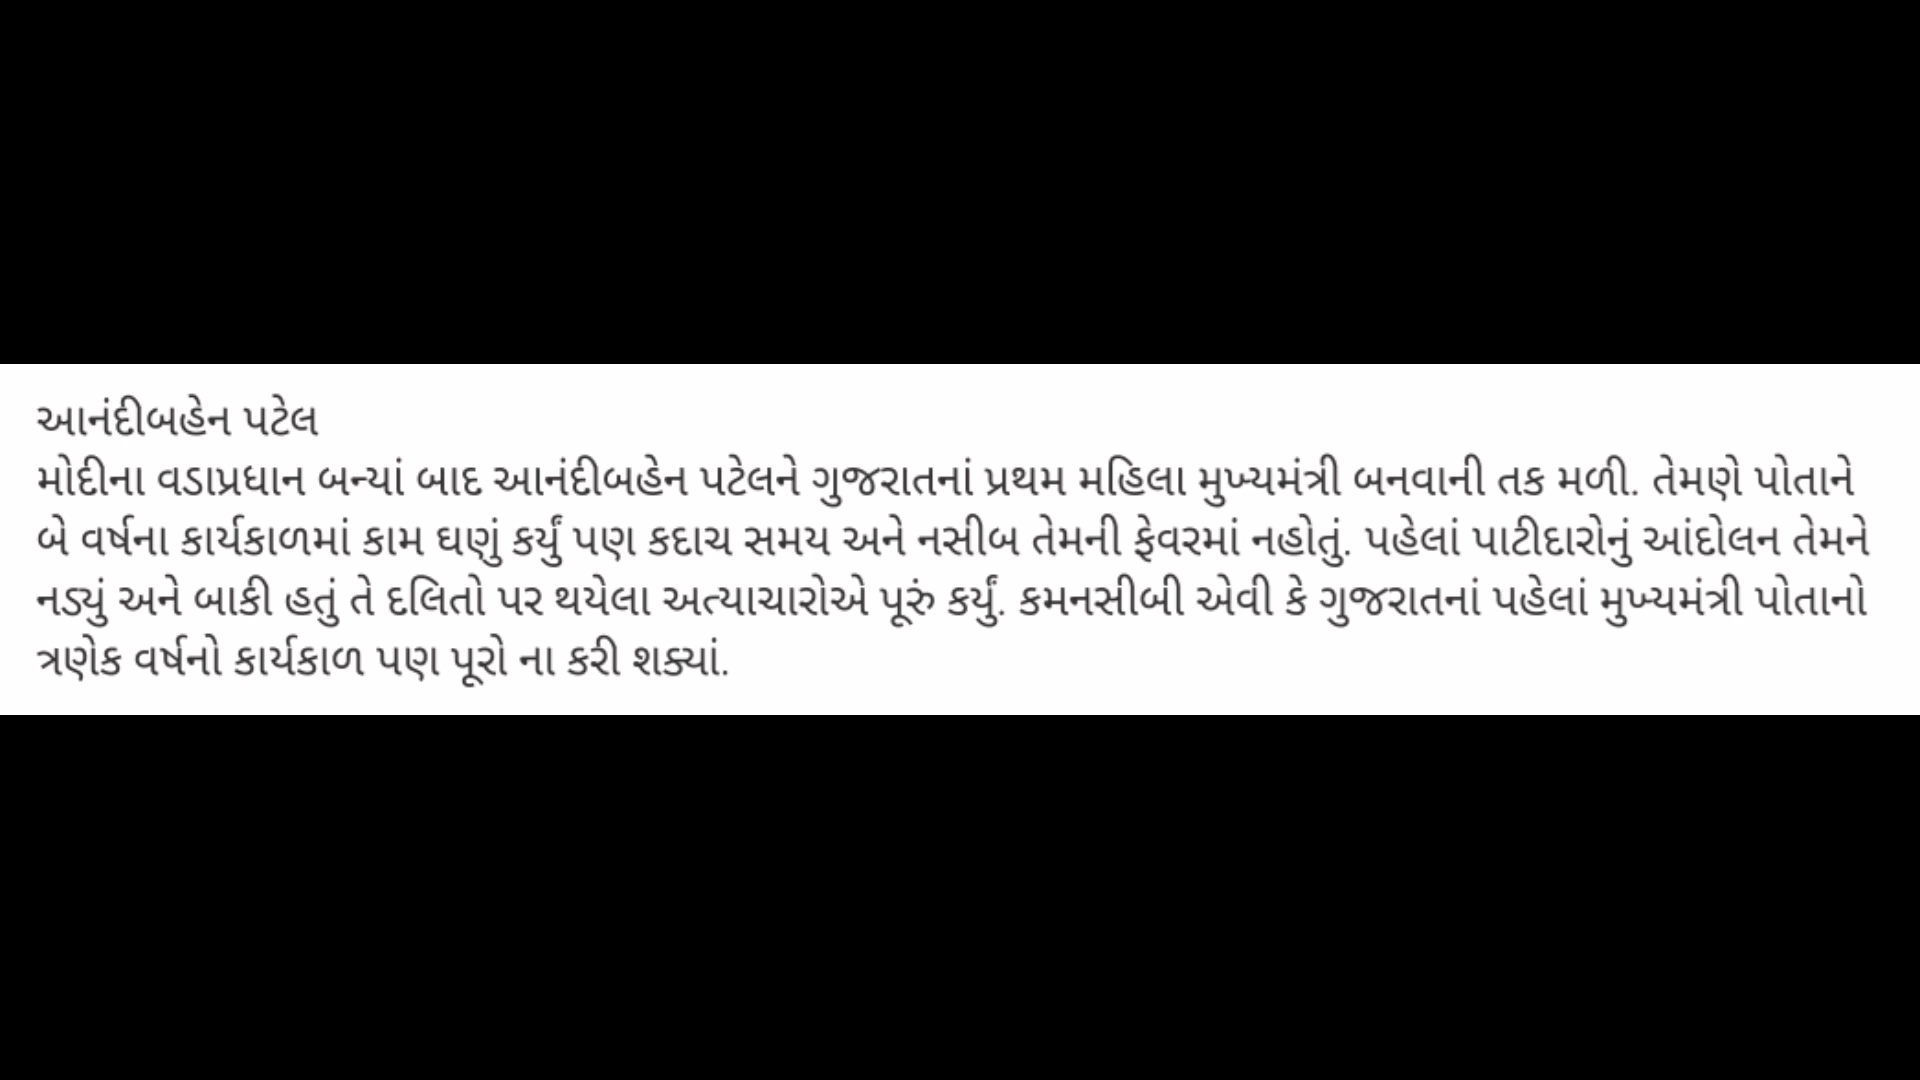 આનંદીબહેન પટેલ
મોદીના વડાપ્રધાન બન્યાં બાદ આનંદીબહેન પટેલને ગુજરાતનાં પ્રથમ મહિલા મુખ્યમંત્રી બનવાની તક મળી. તેમણે પોતાને
બે વર્ષના કાર્યકાળમાં કામ ઘણું કર્યું પણ કદાચ સમય અને નસીબ તેમની ફેવરમાં નહોતું. પહેલાં પાટીદારોનું આંદોલન તેમને
નડ્યું અને બાકી હતું તે દલિતો પર થયેલા અત્યાચારોએ પૂરું કર્યું. કમનસીબી એવી કે ગુજરાતનાં પહેલાં મુખ્યમંત્રી પોતાનો
ત્રણેક વર્ષનો કાર્યકાળ પણ પૂરો ના કરી શક્યાં.